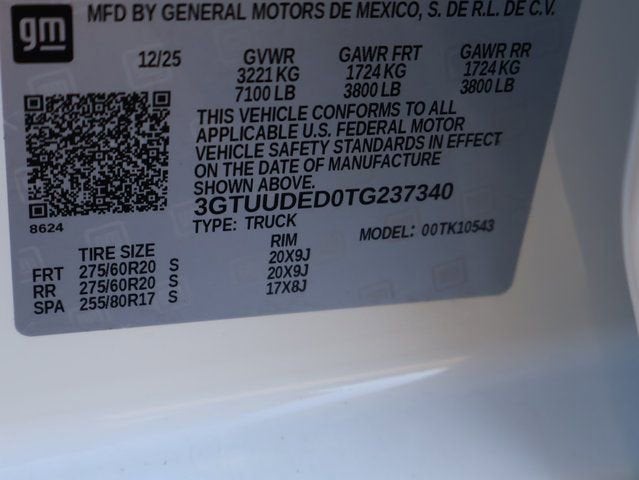 gm
MFD BY GENERAL MOTORS DE MEXICO, S. DE R.L. DE C.V.
12/25 GVWR GAWR FRT GAWR RR
3221 KG 1724 KG 1724 KG
7100 LB 3800 LB 3800 LB
THIS VEHICLE CONFORMS TO ALL
APPLICABLE U.S. FEDERAL MOTOR
VEHICLE SAFETY STANDARDS IN EFFECT
ON THE DATE OF MANUFACTURE
SHOWN ABOVE.
3GTUUDED0TG237340
8624
TYPE: TRUCK MODEL: 00TK10543
TIRE SIZE RIM
FRT 275/60R20 S 20X9J
RR 275/60R20 S 20X9J
SPA 255/80R17 S 17X8J